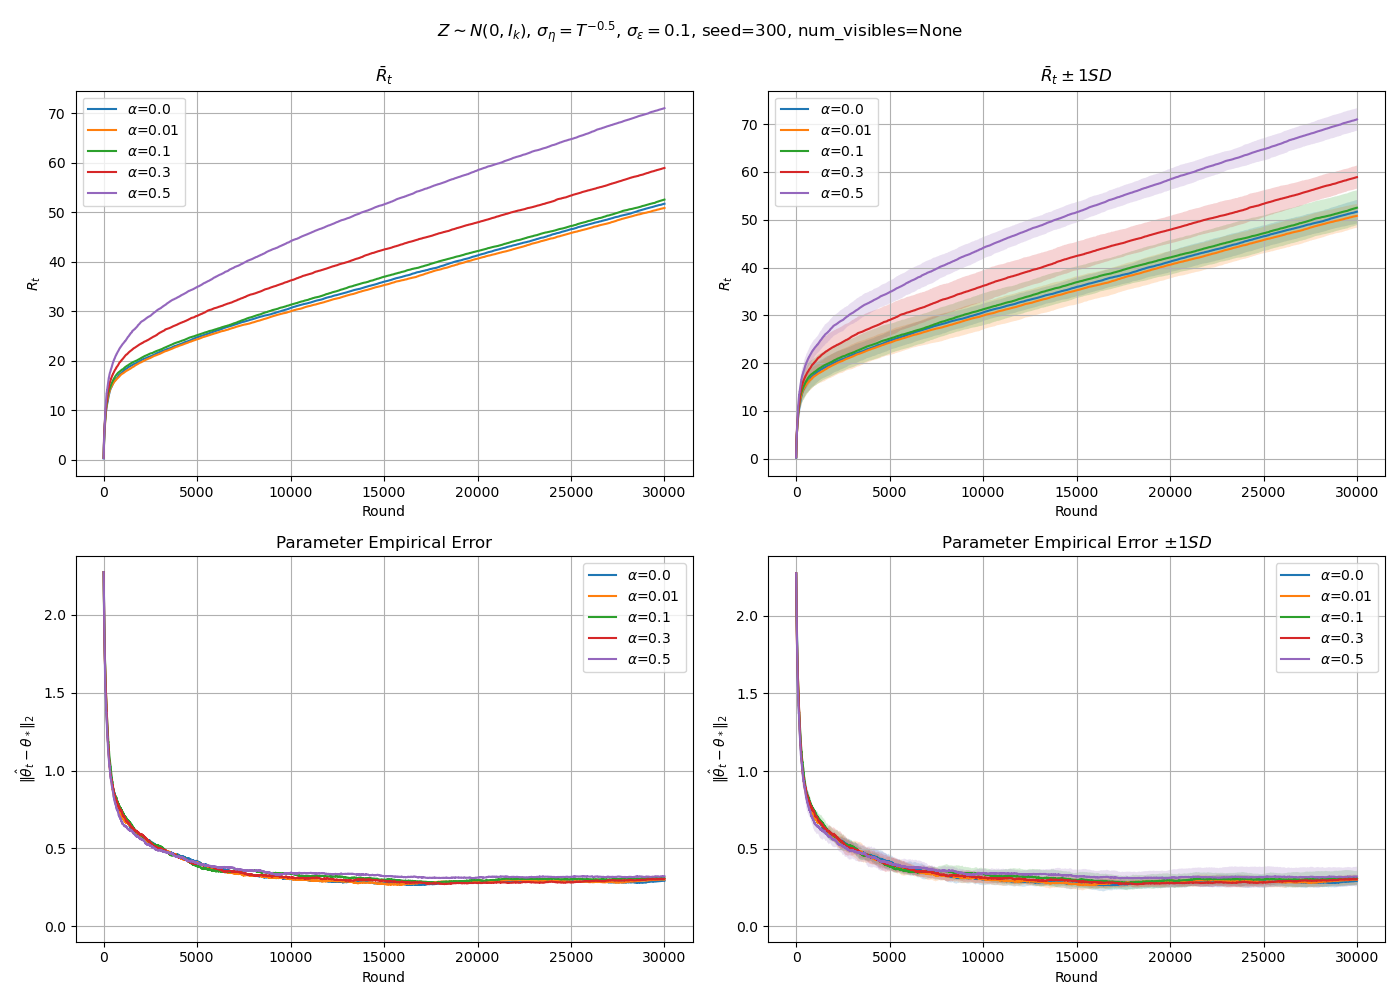 Z ~ N(0, I_k), σ_η = T^{−0.5}, σ_ε = 0.1, seed=300, num_visibles=None
R̄_t
R_t
70
60
50
40
30
20
10
0
0 5000 10000 15000 20000 25000 30000
Round
α=0.0
α=0.01
α=0.1
α=0.3
α=0.5
R̄_t ± 1SD
R_t
70
60
50
40
30
20
10
0
0 5000 10000 15000 20000 25000 30000
Round
α=0.0
α=0.01
α=0.1
α=0.3
α=0.5
Parameter Empirical Error
‖θ̂_t − θ_*‖_2
2.0
1.5
1.0
0.5
0.0
0 5000 10000 15000 20000 25000 30000
Round
α=0.0
α=0.01
α=0.1
α=0.3
α=0.5
Parameter Empirical Error ±1SD
‖θ̂_t − θ_*‖_2
2.0
1.5
1.0
0.5
0.0
0 5000 10000 15000 20000 25000 30000
Round
α=0.0
α=0.01
α=0.1
α=0.3
α=0.5